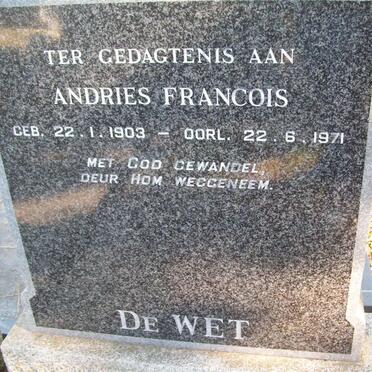 TER GEDAGTENIS AAN
ANDRIES FRANCOIS
GEB. 22.1.1903 — OORL. 22.6.1971
MET GOD GEWANDEL,
DEUR HOM WEGGENEEM.
DE WET